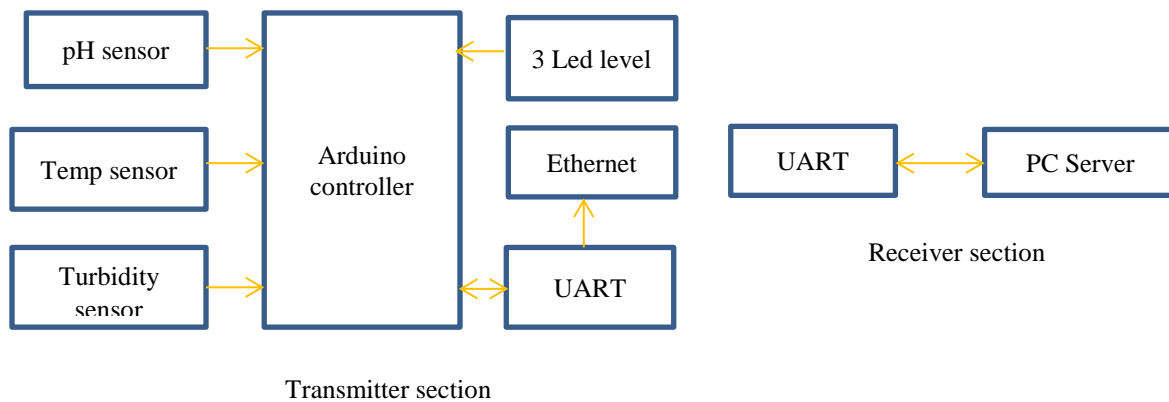 pH sensor
3 Led level
Temp sensor
Arduino
controller
Ethernet
UART
PC Server
Turbidity
sensor
UART
Receiver section
Transmitter section